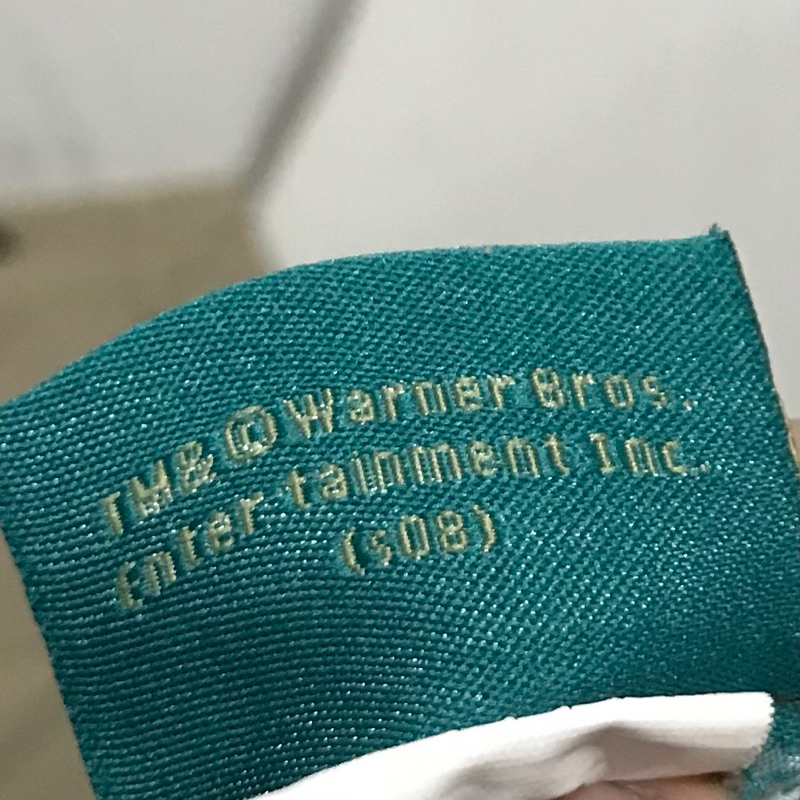 TM& © Warner Bros.
Entertainment Inc.
(s08)